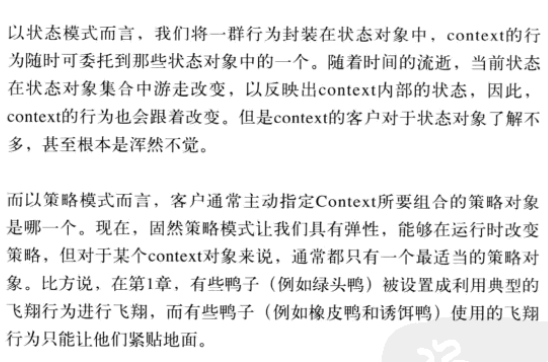 以状态模式而言，我们将一群行为封装在状态对象中，context的行
为随时可委托到那些状态对象中的一个。随着时间的流逝，当前状态
在状态对象集合中游走改变，以反映出context内部的状态，因此，
context的行为也会跟着改变。但是context的客户对于状态对象了解不
多，甚至根本是浑然不觉。
而以策略模式而言，客户通常主动指定Context所要组合的策略对象
是哪一个。现在，固然策略模式让我们具有弹性，能够在运行时改变
策略，但对于某个context对象来说，通常都只有一个最适当的策略对
象。比方说，在第1章，有些鸭子（例如绿头鸭）被设置成利用典型的
飞翔行为进行飞翔，而有些鸭子（例如橡皮鸭和诱饵鸭）使用的飞翔
行为只能让他们紧贴地面。